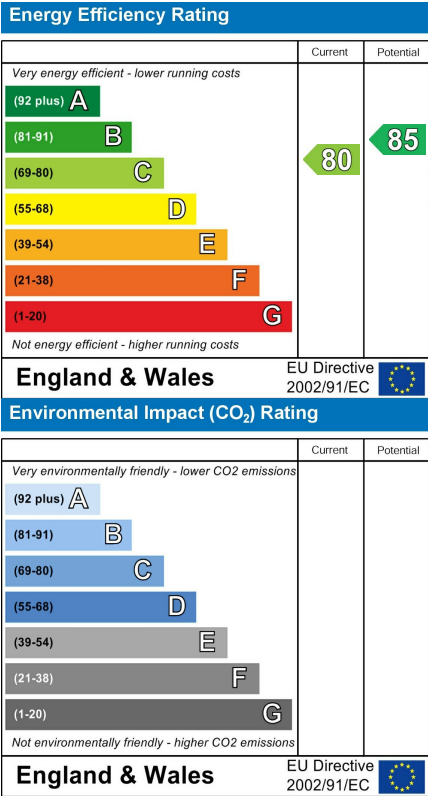 Energy Efficiency Rating
Current Potential
Very energy efficient - lower running costs
(92 plus) A
(81-91) B
(69-80) C
(55-68) D
(39-54) E
(21-38) F
(1-20) G
80
85
Not energy efficient - higher running costs
England & Wales
EU Directive
2002/91/EC
Environmental Impact (CO₂) Rating
Current Potential
Very environmentally friendly - lower CO2 emissions
(92 plus) A
(81-91) B
(69-80) C
(55-68) D
(39-54) E
(21-38) F
(1-20) G
Not environmentally friendly - higher CO2 emissions
England & Wales
EU Directive
2002/91/EC